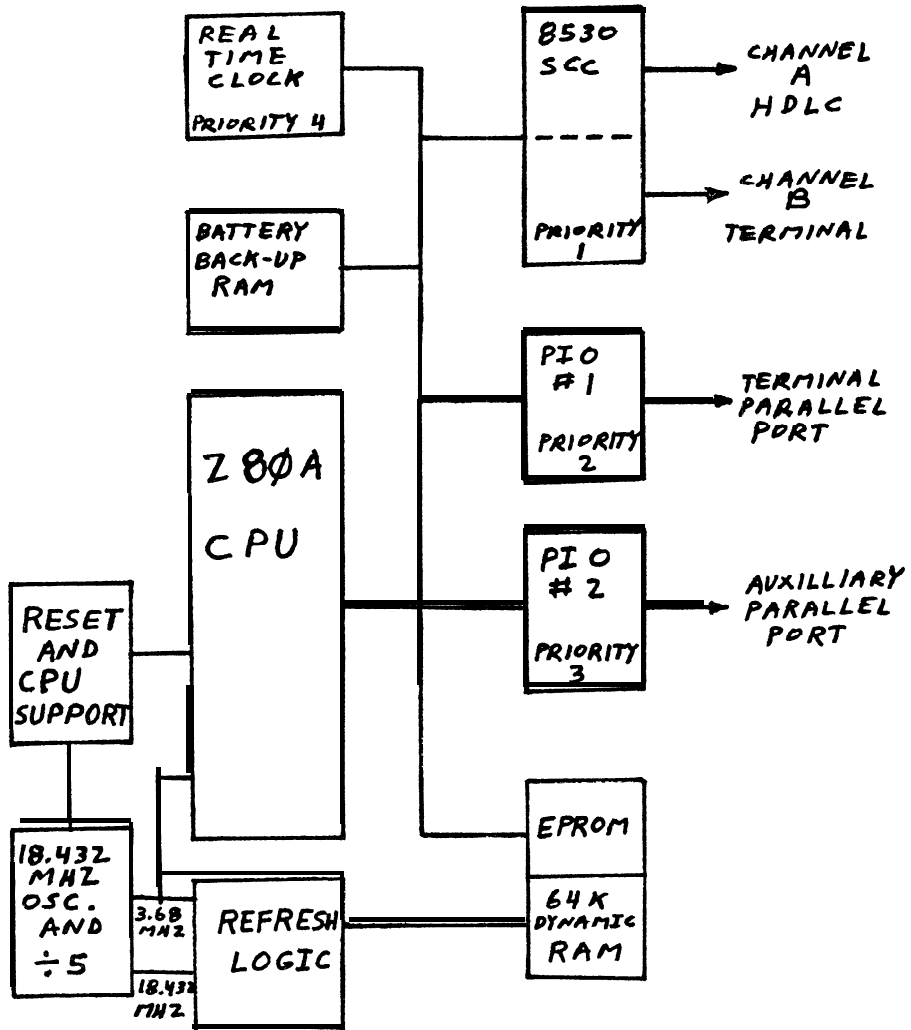 REAL
TIME
CLOCK
PRIORITY 4
8530
SCC
PRIORITY
1
CHANNEL
A
HDLC
CHANNEL
B
TERMINAL
BATTERY
BACK-UP
RAM
PIO
#1
PRIORITY
2
TERMINAL
PARALLEL
PORT
Z80A
CPU
PIO
#2
PRIORITY
3
AUXILLIARY
PARALLEL
PORT
RESET
AND
CPU
SUPPORT
18.432
MHZ
OSC.
AND
÷5
3.68
MHZ
18.432
MHZ
REFRESH
LOGIC
EPROM
64K
DYNAMIC
RAM